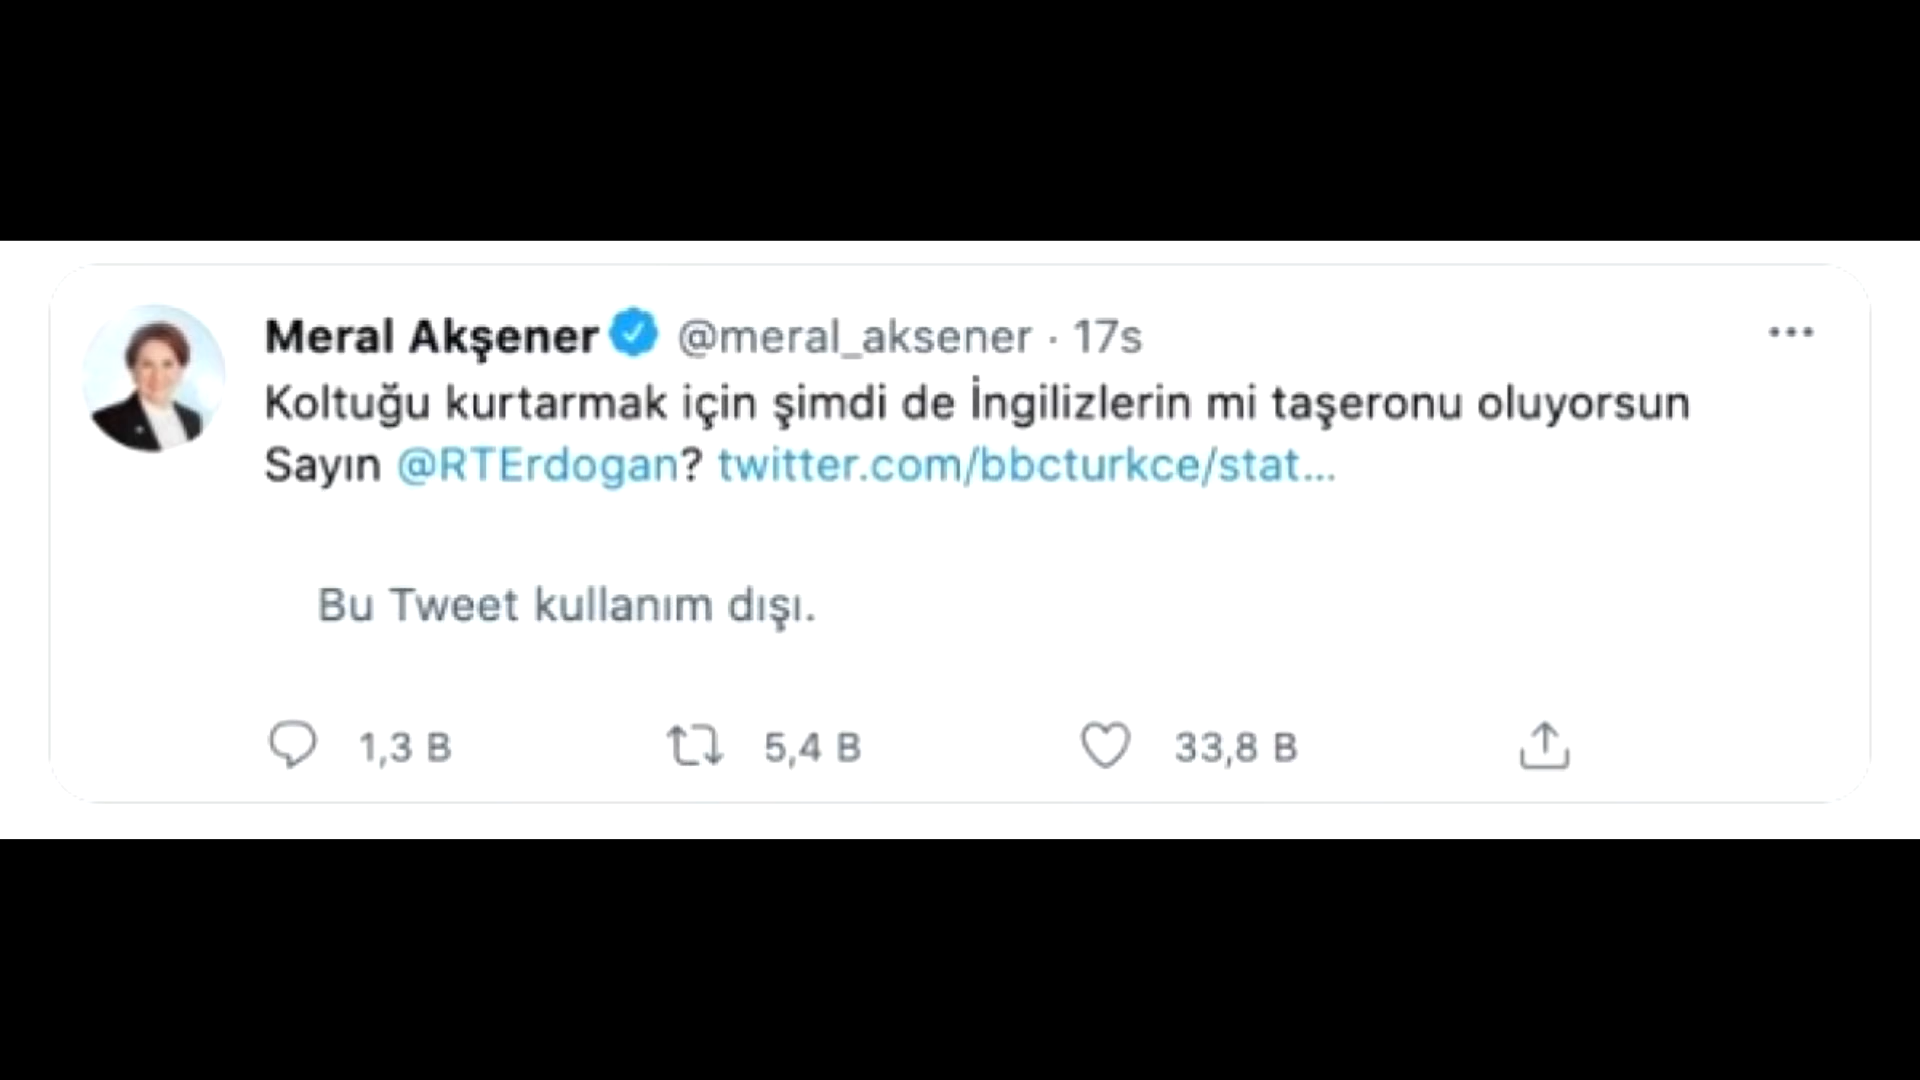 Meral Akşener @meral_aksener · 17s
Koltuğu kurtarmak için şimdi de İngilizlerin mi taşeronu oluyorsun
Sayın @RTErdogan? twitter.com/bbcturkce/stat...
Bu Tweet kullanım dışı.
1,3 B 5,4 B 33,8 B